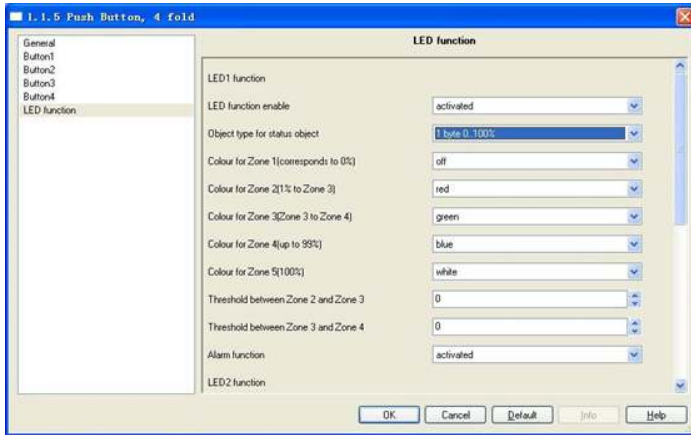 1.1.5 Push Button, 4 fold
General
Button1
Button2
Button3
Button4
LED function
LED function
LED1 function
LED function enable activated
Object type for status object 1 byte 0..100%
Colour for Zone 1(corresponds to 0%) off
Colour for Zone 2(1% to Zone 3) red
Colour for Zone 3(Zone 3 to Zone 4) green
Colour for Zone 4(up to 99%) blue
Colour for Zone 5(100%) white
Threshold between Zone 2 and Zone 3 0
Threshold between Zone 3 and Zone 4 0
Alarm function activated
LED2 function
OK Cancel Default Info Help